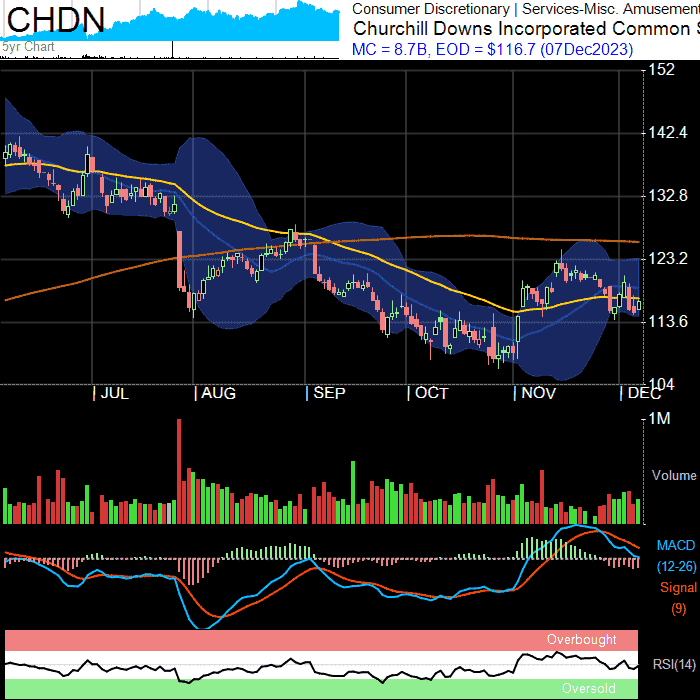 CHDN
5yr Chart
Consumer Discretionary | Services-Misc. Amusement
Churchill Downs Incorporated Common S
MC = 8.7B, EOD = $116.7 (07Dec2023)
152
142.4
132.8
123.2
113.6
104
| JUL | AUG | SEP | OCT | NOV | DEC
1M
Volume
MACD
(12-26)
Signal
(9)
Overbought
RSI(14)
Oversold